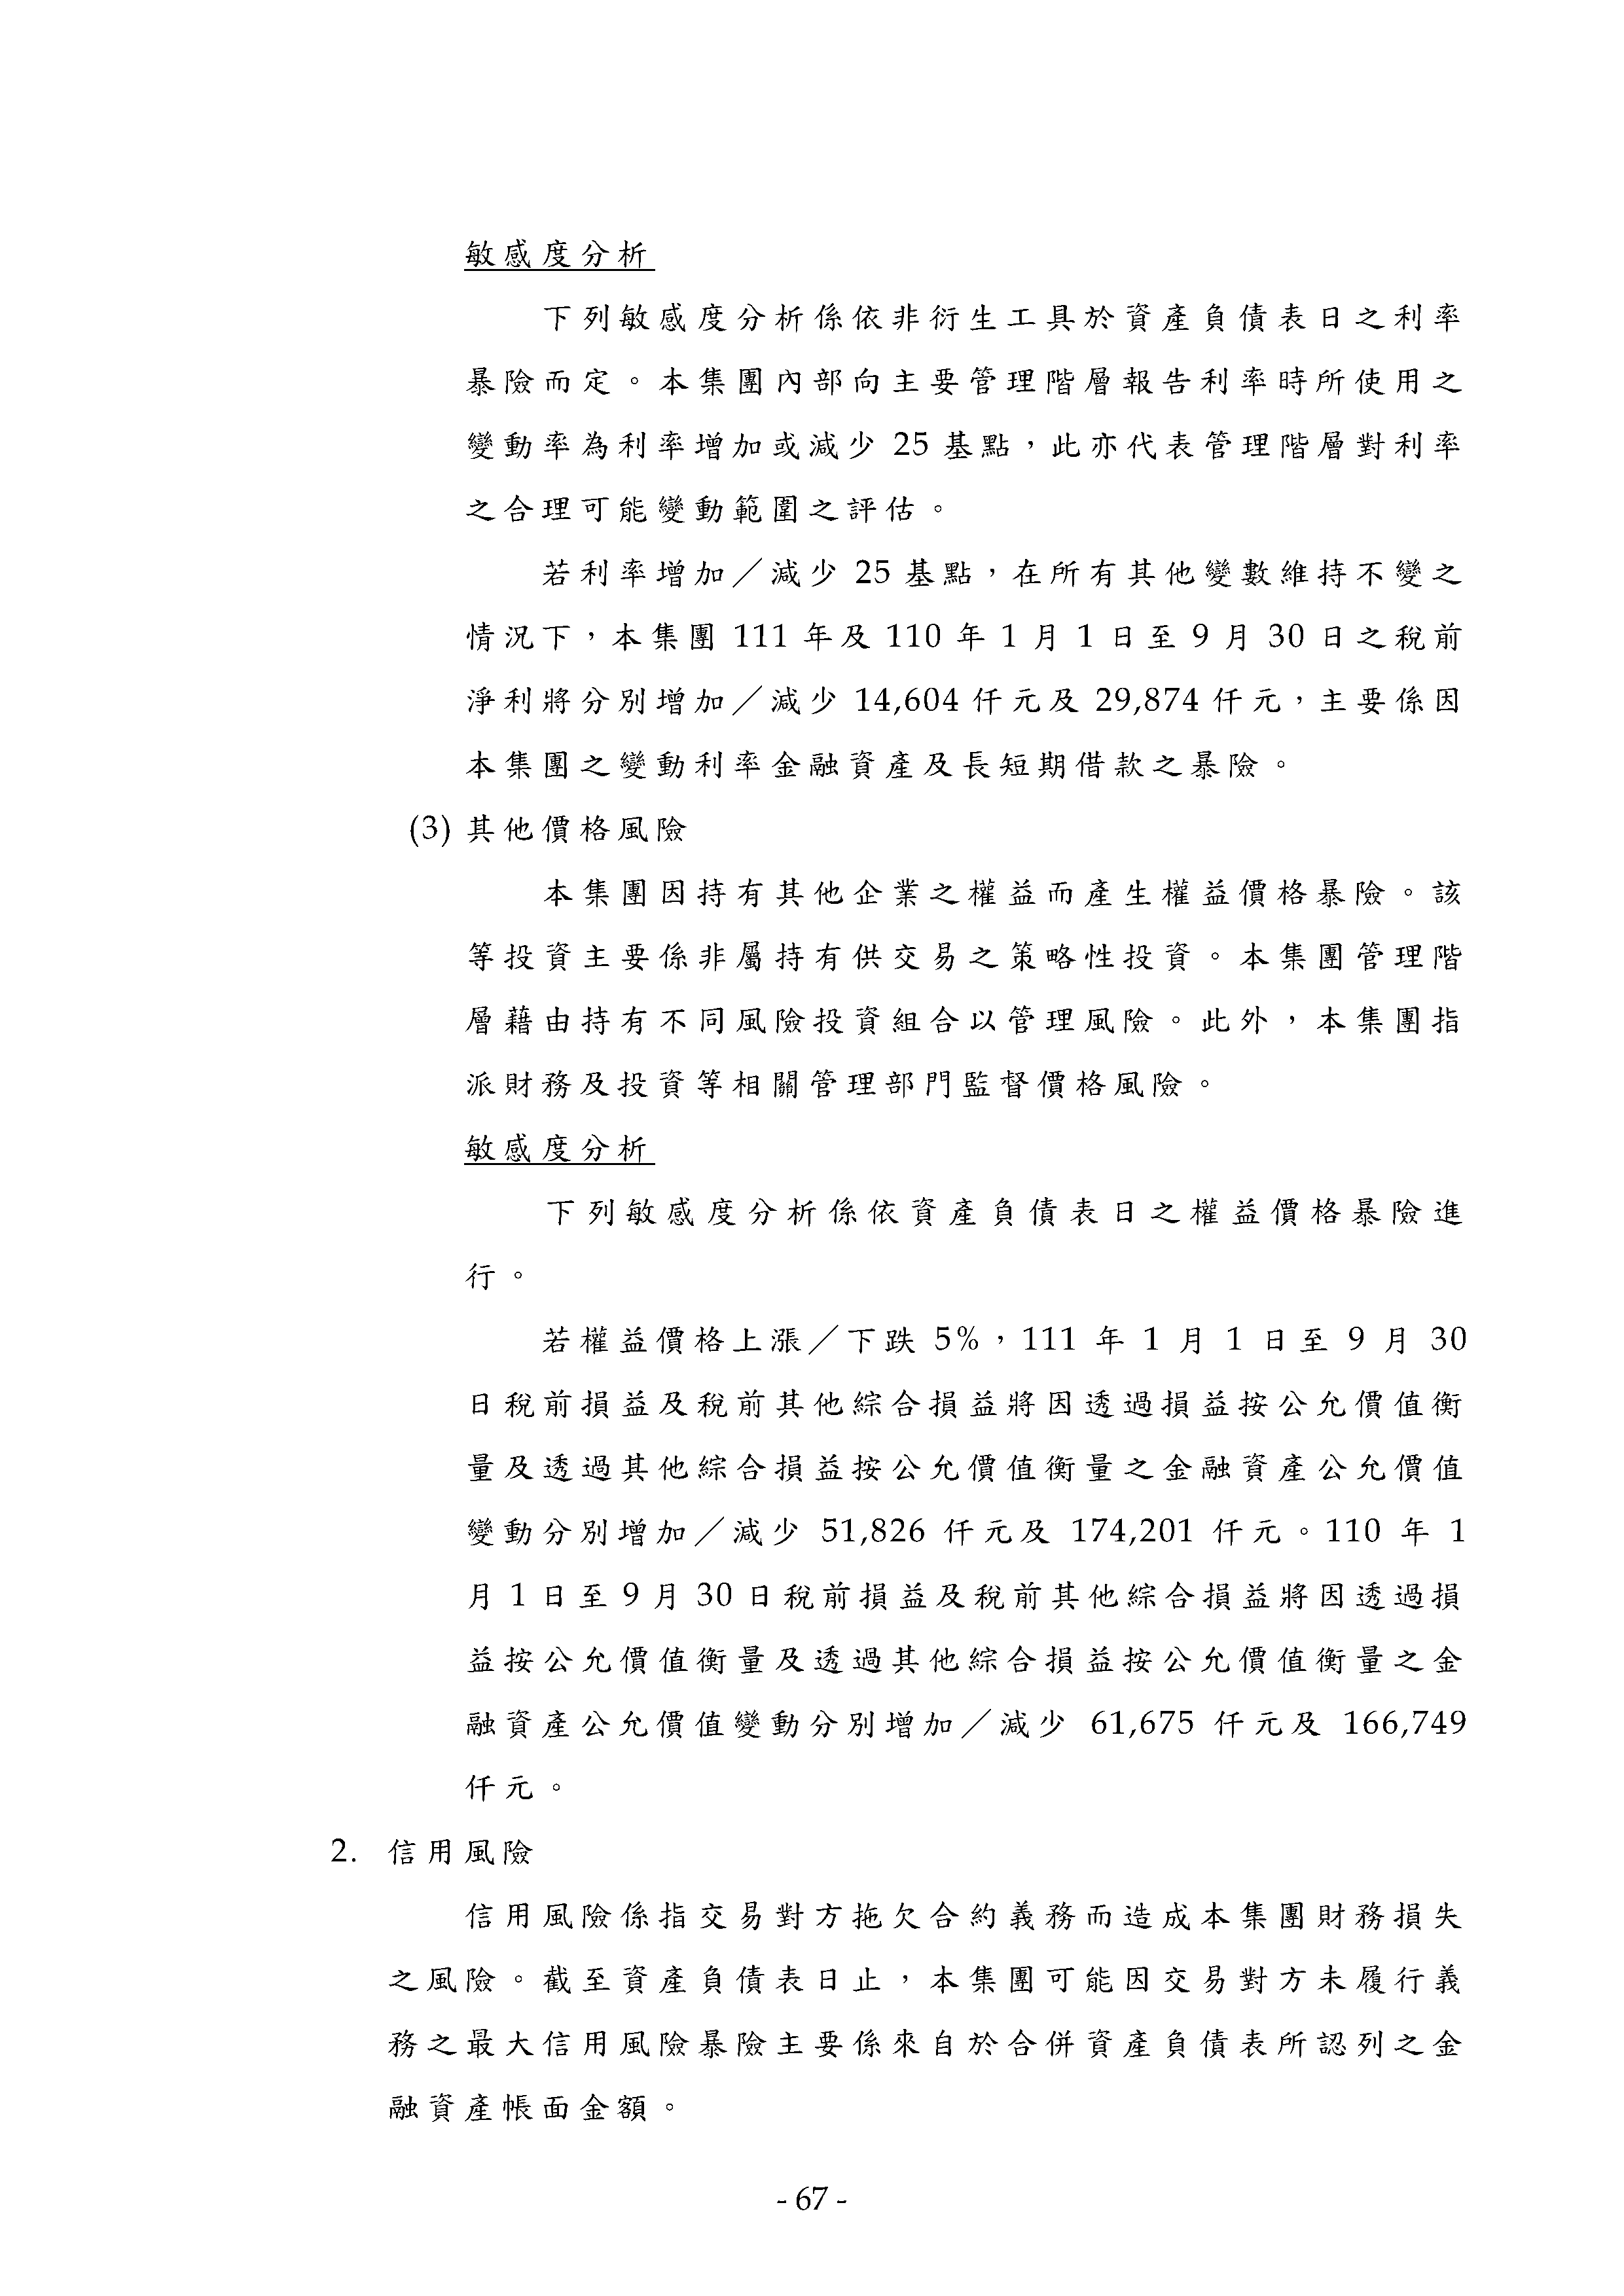 敏感度分析
下列敏感度分析係依非衍生工具於資產負債表日之利率
暴險而定。本集團內部向主要管理階層報告利率時所使用之
變動率為利率增加或減少 25 基點，此亦代表管理階層對利率
之合理可能變動範圍之評估。
若利率增加／減少 25 基點，在所有其他變數維持不變之
情況下，本集團 111 年及 110 年 1 月 1 日至 9 月 30 日之稅前
淨利將分別增加／減少 14,604 仟元及 29,874 仟元，主要係因
本集團之變動利率金融資產及長短期借款之暴險。
(3) 其他價格風險
本集團因持有其他企業之權益而產生權益價格暴險。該
等投資主要係非屬持有供交易之策略性投資。本集團管理階
層藉由持有不同風險投資組合以管理風險。此外，本集團指
派財務及投資等相關管理部門監督價格風險。
敏感度分析
下列敏感度分析係依資產負債表日之權益價格暴險進
行。
若權益價格上漲／下跌 5%，111 年 1 月 1 日至 9 月 30
日稅前損益及稅前其他綜合損益將因透過損益按公允價值衡
量及透過其他綜合損益按公允價值衡量之金融資產公允價值
變動分別增加／減少 51,826 仟元及 174,201 仟元。110 年 1
月 1 日至 9 月 30 日稅前損益及稅前其他綜合損益將因透過損
益按公允價值衡量及透過其他綜合損益按公允價值衡量之金
融資產公允價值變動分別增加／減少 61,675 仟元及 166,749
仟元。
2. 信用風險
信用風險係指交易對方拖欠合約義務而造成本集團財務損失
之風險。截至資產負債表日止，本集團可能因交易對方未履行義
務之最大信用風險暴險主要係來自於合併資產負債表所認列之金
融資產帳面金額。
- 67 -